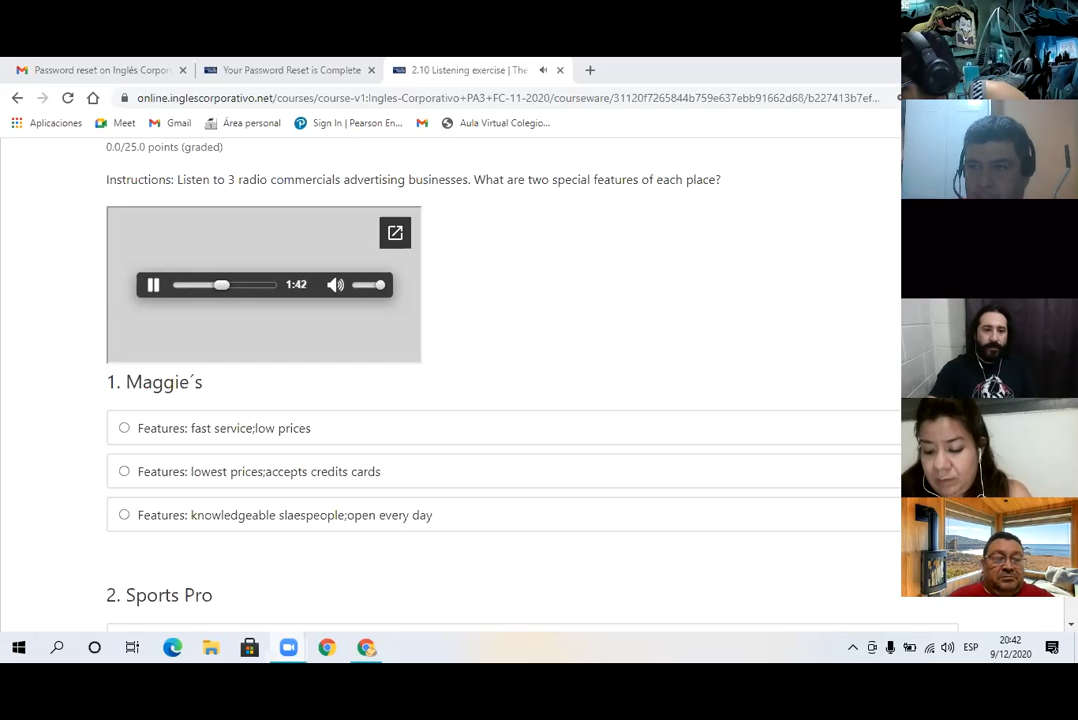 Password reset on Inglés Corpor
Your Password Reset is Complete
2.10 Listening exercise | The
online.inglescorporativo.net/courses/course-v1:Ingles-Corporativo+PA3+FC-11-2020/courseware/31120f7265844b759e637ebb91662d68/b227413b7ef...
Aplicaciones
Meet
Gmail
Área personal
Sign In | Pearson En...
Aula Virtual Colegio...
0.0/25.0 points (graded)
Instructions: Listen to 3 radio commercials advertising businesses. What are two special features of each place?
1:42
1. Maggie´s
Features: fast service;low prices
Features: lowest prices;accepts credits cards
Features: knowledgeable slaespeople;open every day
2. Sports Pro
ESP
20:42
9/12/2020